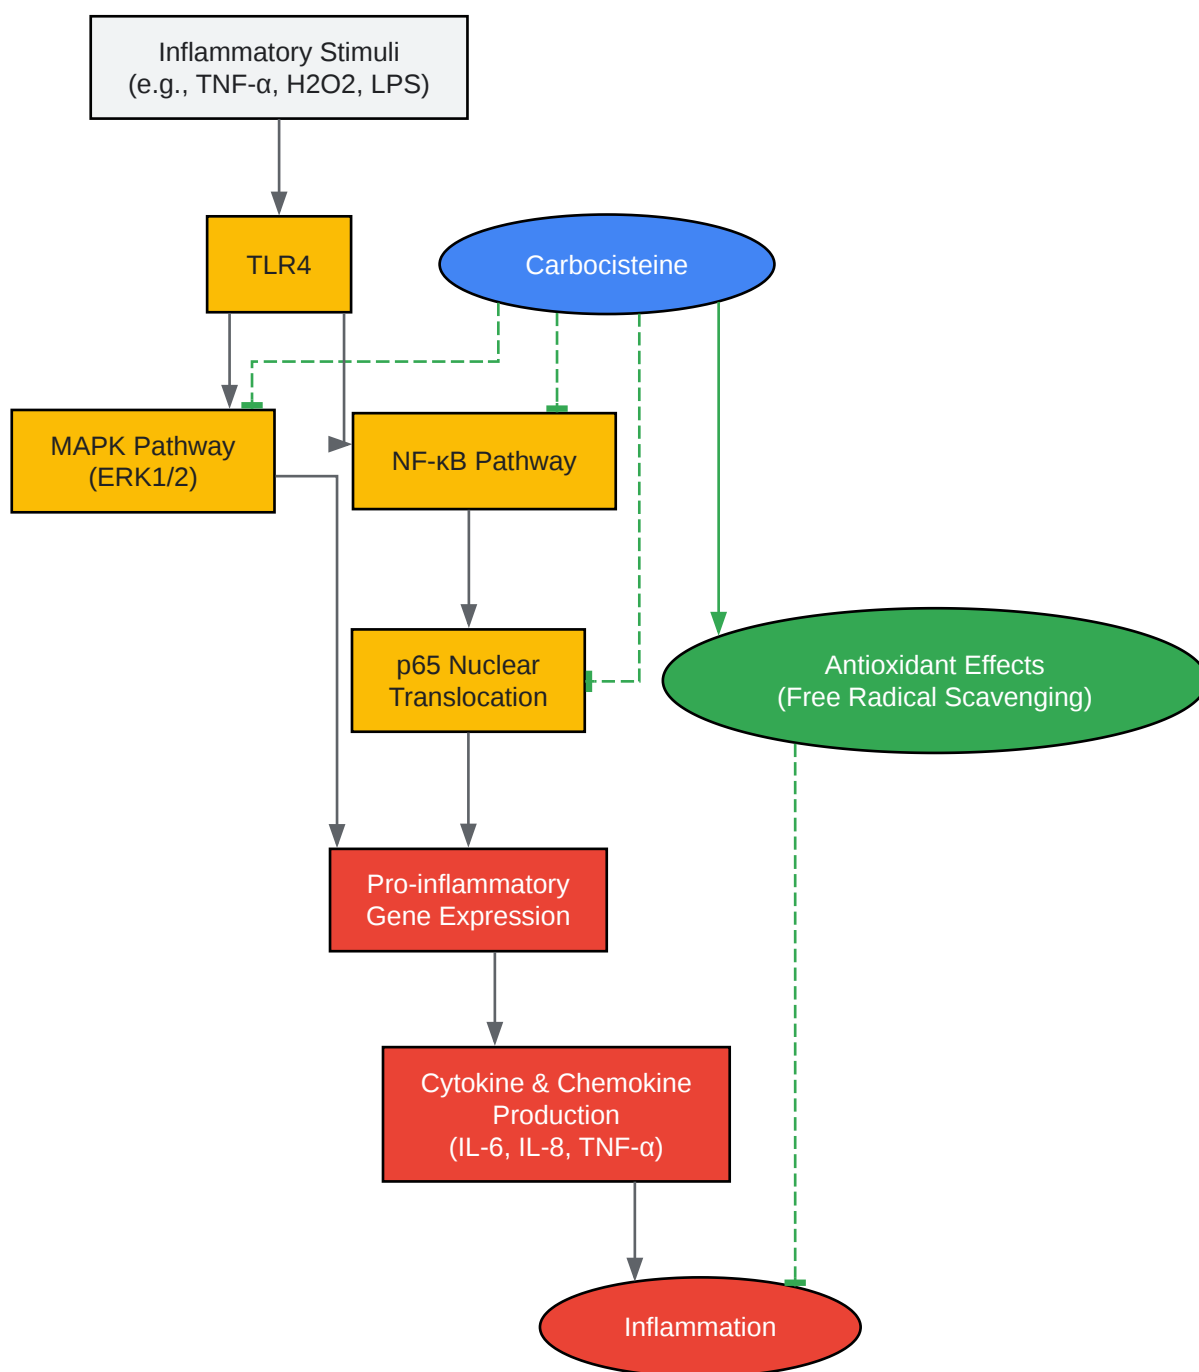 Inflammatory Stimuli
(e.g., TNF-α, H2O2, LPS)
TLR4
Carbocisteine
MAPK Pathway
(ERK1/2)
NF-κB Pathway
p65 Nuclear
Translocation
Antioxidant Effects
(Free Radical Scavenging)
Pro-inflammatory
Gene Expression
Cytokine & Chemokine
Production
(IL-6, IL-8, TNF-α)
Inflammation